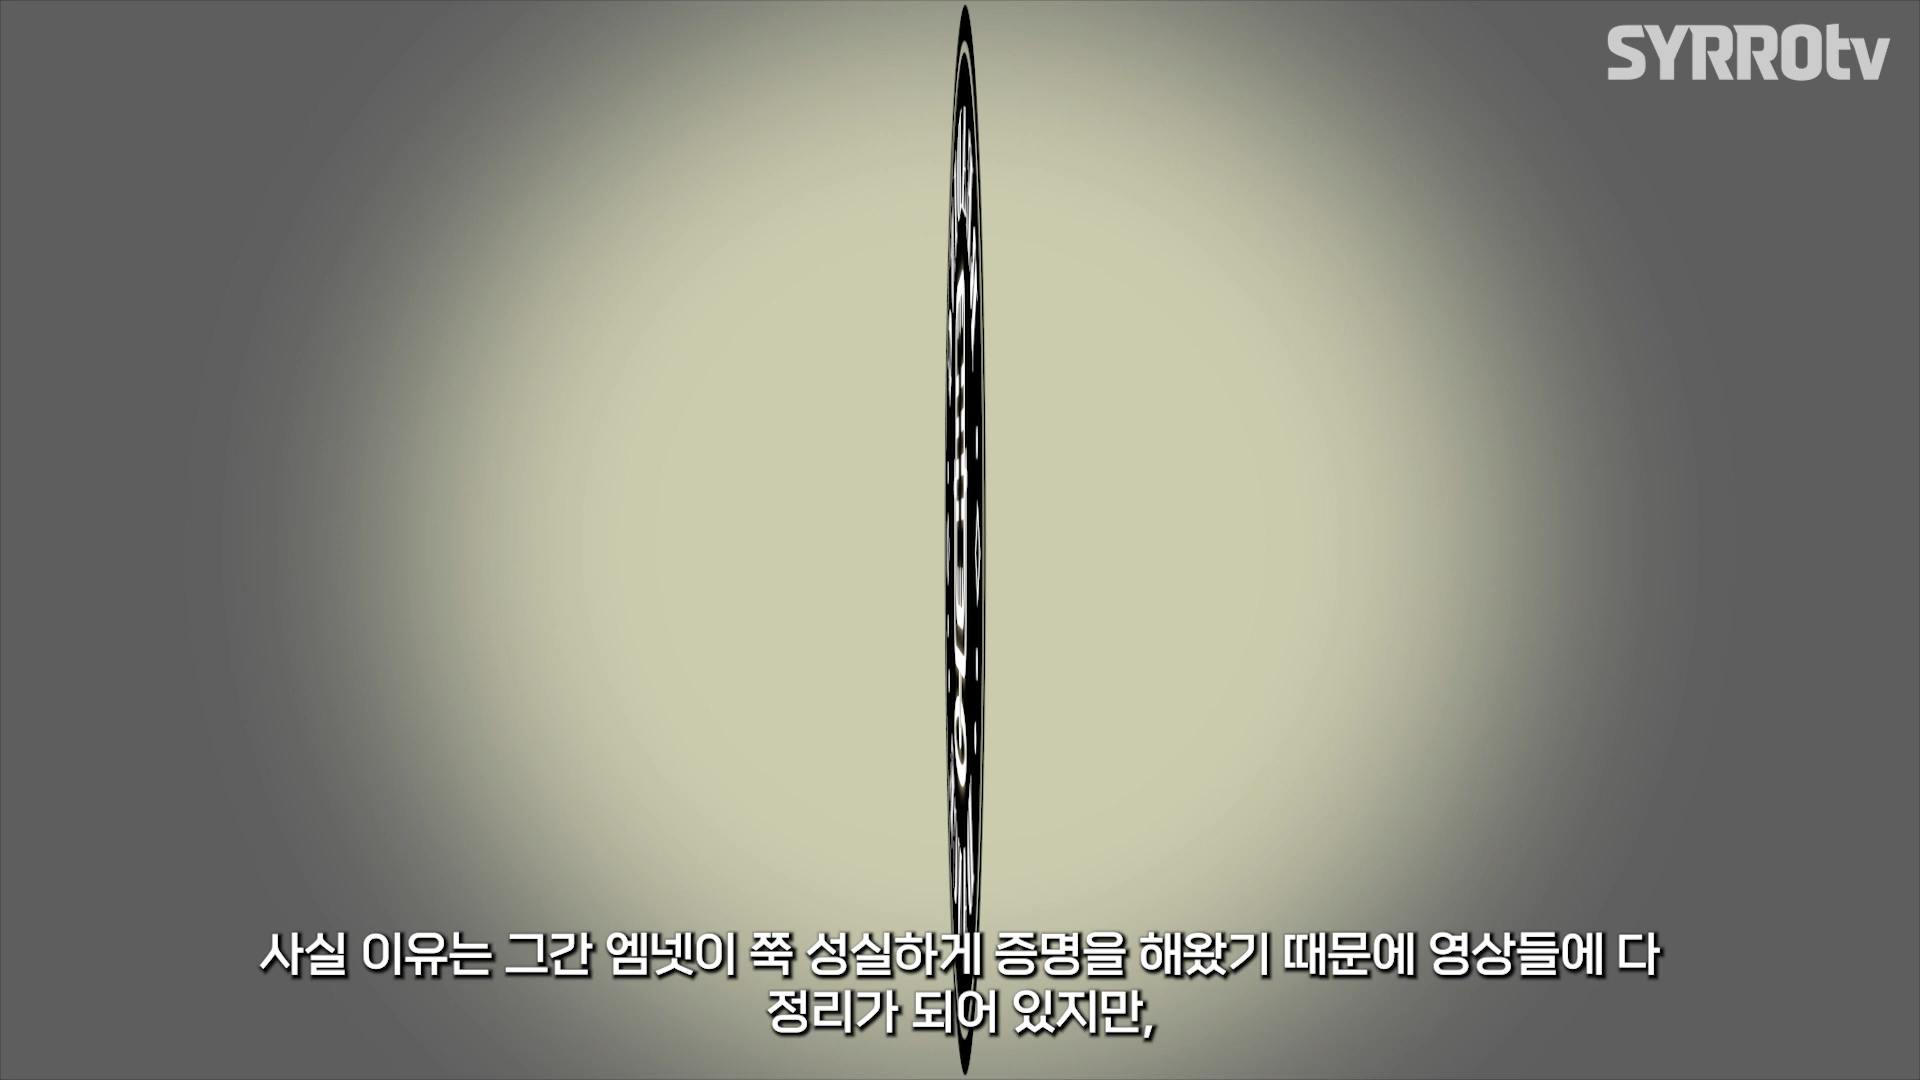 SYRROtv
사실 이유는 그간 엠넷이 쭉 성실하게 증명을 해왔기 때문에 영상들에 다
정리가 되어 있지만,